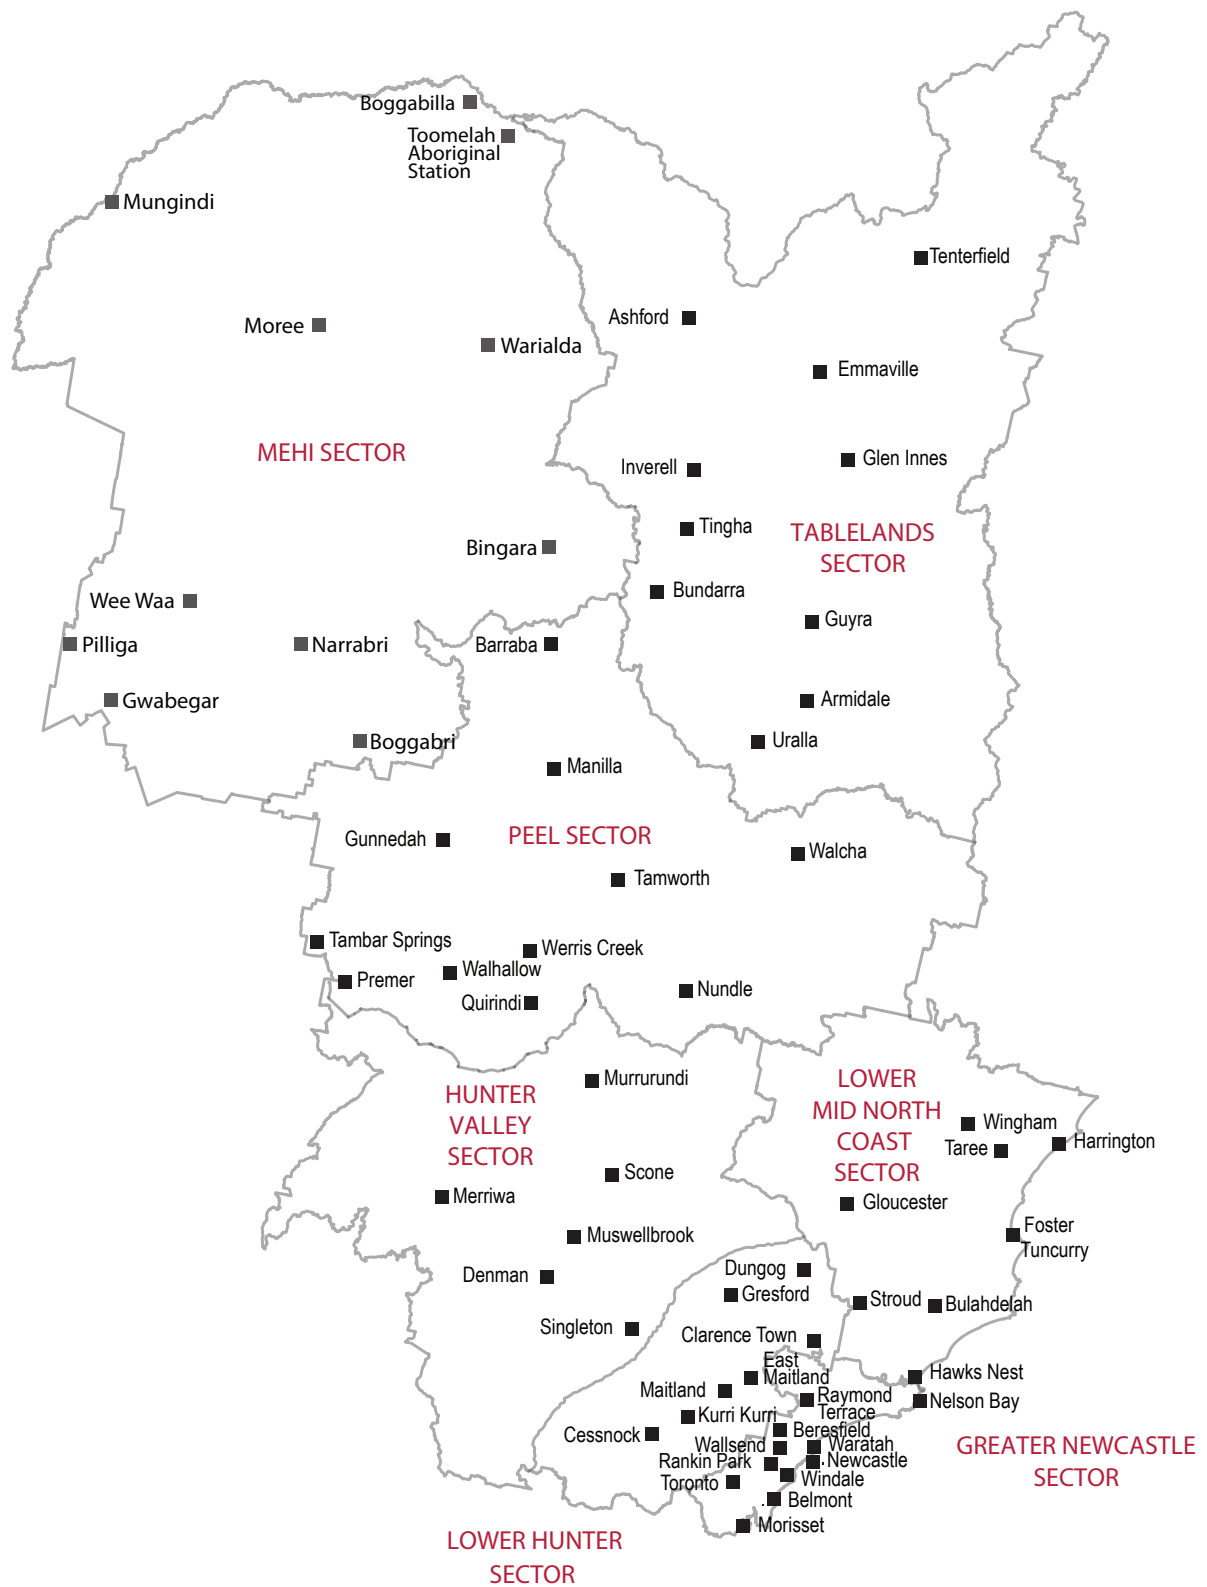 Boggabilla
Toomelah
Aboriginal
Station
Mungindi
Tenterfield
Ashford
Moree
Warialda
Emmaville
MEHI SECTOR
Inverell
Glen Innes
Tingha
TABLELANDS
SECTOR
Bingara
Bundarra
Wee Waa
Guyra
Pilliga
Narrabri
Barraba
Gwabegar
Armidale
Boggabri
Uralla
Manilla
Gunnedah
PEEL SECTOR
Walcha
Tamworth
Tambar Springs
Werris Creek
Premer
Walhallow
Quirindi
Nundle
Murrurundi
HUNTER
VALLEY
SECTOR
LOWER
MID NORTH
COAST
SECTOR
Wingham
Taree
Harrington
Scone
Merriwa
Gloucester
Muswellbrook
Foster
Tuncurry
Denman
Dungog
Gresford
Stroud
Bulahdelah
Singleton
Clarence Town
East
Maitland
Hawks Nest
Maitland
Raymond
Terrace
Nelson Bay
Kurri Kurri
Cessnock
Beresfield
Wallsend
Waratah
Rankin Park
Newcastle
Toronto
Windale
Belmont
Morisset
GREATER NEWCASTLE
SECTOR
LOWER HUNTER
SECTOR